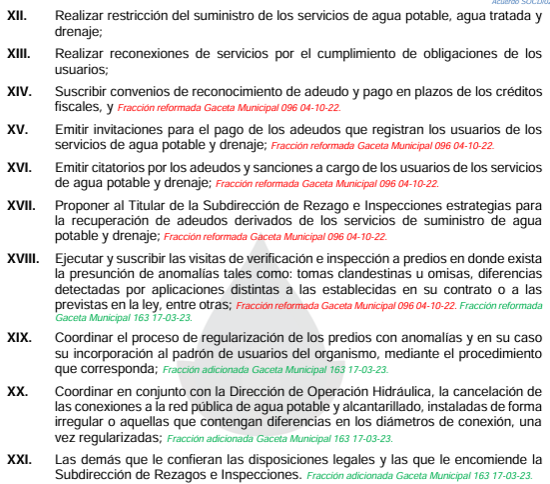 Acuerdo SOCD/02
XII. Realizar restricción del suministro de los servicios de agua potable, agua tratada y
drenaje;
XIII. Realizar reconexiones de servicios por el cumplimiento de obligaciones de los
usuarios;
XIV. Suscribir convenios de reconocimiento de adeudo y pago en plazos de los créditos
fiscales, y Fracción reformada Gaceta Municipal 096 04-10-22.
XV. Emitir invitaciones para el pago de los adeudos que registran los usuarios de los
servicios de agua potable y drenaje; Fracción reformada Gaceta Municipal 096 04-10-22.
XVI. Emitir citatorios por los adeudos y sanciones a cargo de los usuarios de los servicios
de agua potable y drenaje; Fracción reformada Gaceta Municipal 096 04-10-22.
XVII. Proponer al Titular de la Subdirección de Rezago e Inspecciones estrategias para
la recuperación de adeudos derivados de los servicios de suministro de agua
potable y drenaje; Fracción reformada Gaceta Municipal 096 04-10-22.
XVIII. Ejecutar y suscribir las visitas de verificación e inspección a predios en donde exista
la presunción de anomalías tales como: tomas clandestinas u omisas, diferencias
detectadas por aplicaciones distintas a las establecidas en su contrato o a las
previstas en la ley, entre otras; Fracción reformada Gaceta Municipal 096 04-10-22. Fracción reformada
Gaceta Municipal 163 17-03-23.
XIX. Coordinar el proceso de regularización de los predios con anomalías y en su caso
su incorporación al padrón de usuarios del organismo, mediante el procedimiento
que corresponda; Fracción adicionada Gaceta Municipal 163 17-03-23.
XX. Coordinar en conjunto con la Dirección de Operación Hidráulica, la cancelación de
las conexiones a la red pública de agua potable y alcantarillado, instaladas de forma
irregular o aquellas que contengan diferencias en los diámetros de conexión, una
vez regularizadas; Fracción adicionada Gaceta Municipal 163 17-03-23.
XXI. Las demás que le confieran las disposiciones legales y las que le encomiende la
Subdirección de Rezagos e Inspecciones. Fracción adicionada Gaceta Municipal 163 17-03-23.